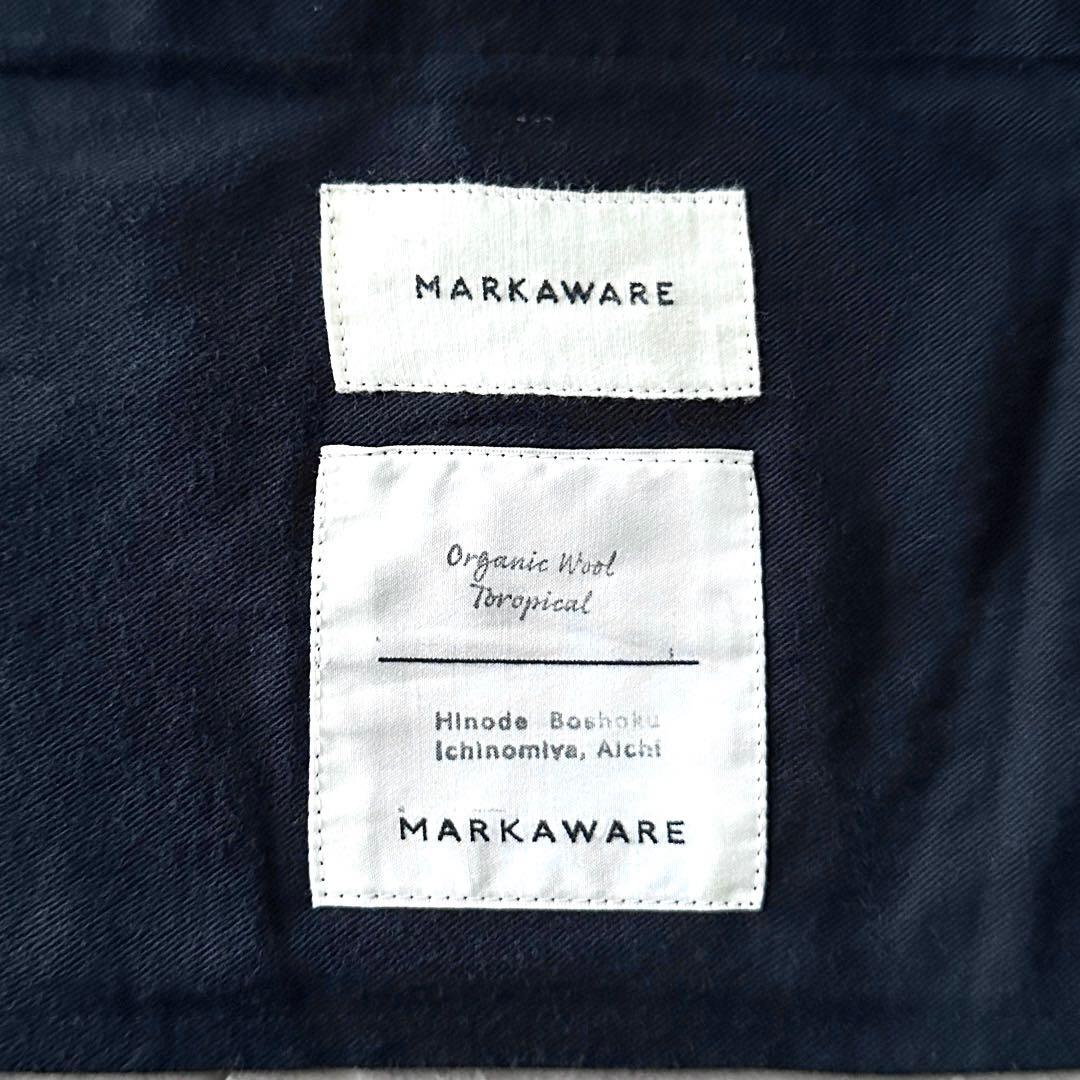 MARKAWARE
Organic Wool
Toropical
Hinode Boshoku
Ichinomiya, Aichi
MARKAWARE